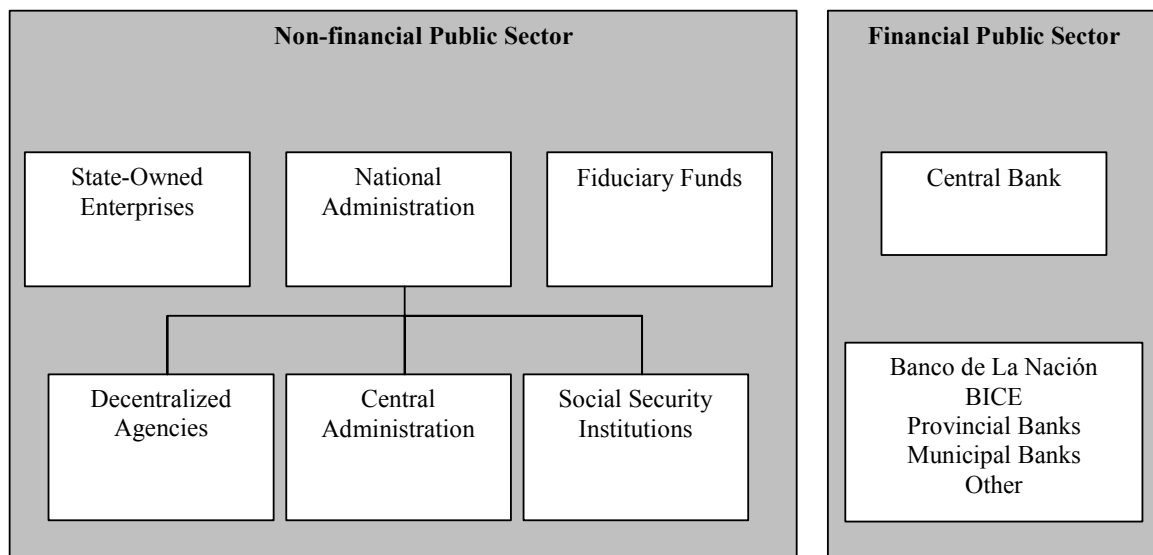 Non-financial Public Sector
State-Owned
Enterprises
National
Administration
Fiduciary Funds
Decentralized
Agencies
Central
Administration
Social Security
Institutions
Financial Public Sector
Central Bank
Banco de La Nación
BICE
Provincial Banks
Municipal Banks
Other